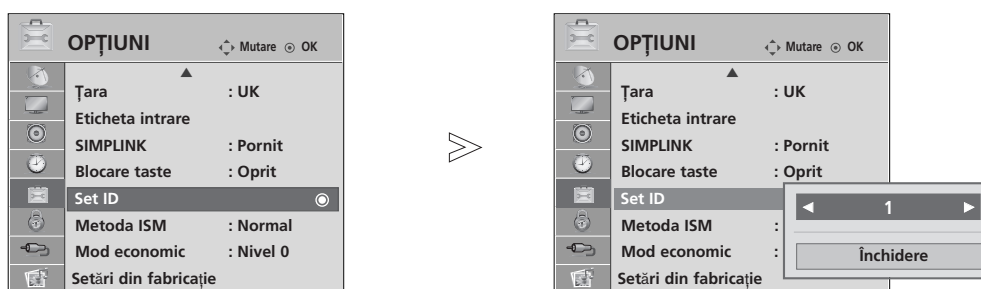 OPȚIUNI Mutare OK
Țara : UK
Eticheta intrare
SIMPLINK : Pornit
Blocare taste : Oprit
Set ID
Metoda ISM : Normal
Mod economic : Nivel 0
Setări din fabricație
OPȚIUNI Mutare OK
Țara : UK
Eticheta intrare
SIMPLINK : Pornit
Blocare taste : Oprit
Set ID
Metoda ISM :
Mod economic :
Setări din fabricație
1
Închidere